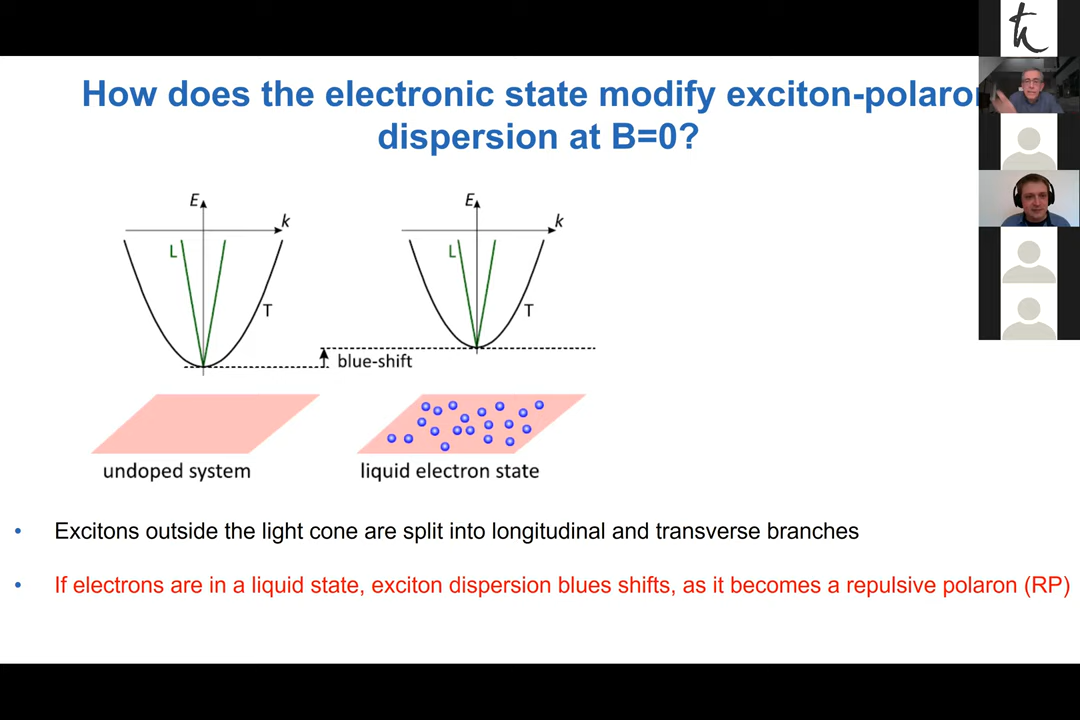 How does the electronic state modify exciton-polaron
dispersion at B=0?
E
k
L
T
E
k
L
T
blue-shift
undoped system
liquid electron state
• Excitons outside the light cone are split into longitudinal and transverse branches
• If electrons are in a liquid state, exciton dispersion blues shifts, as it becomes a repulsive polaron (RP)